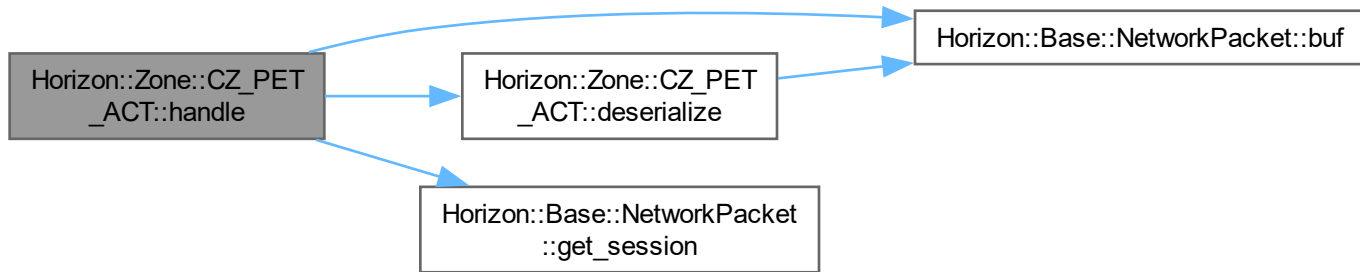 Horizon::Zone::CZ_PET
_ACT::handle
Horizon::Zone::CZ_PET
_ACT::deserialize
Horizon::Base::NetworkPacket::buf
Horizon::Base::NetworkPacket
::get_session